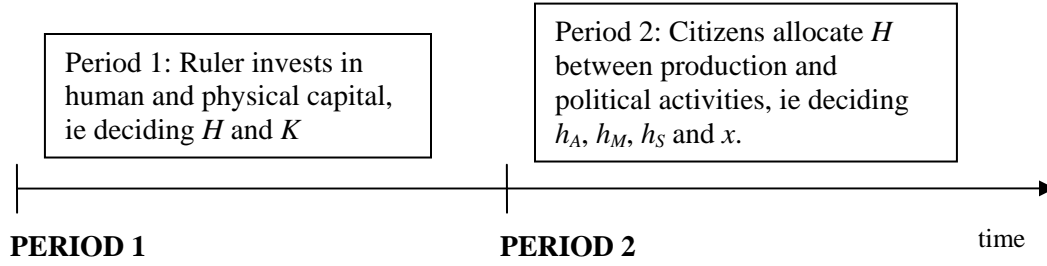 Period 1: Ruler invests in
human and physical capital,
ie deciding H and K
Period 2: Citizens allocate H
between production and
political activities, ie deciding
hA, hM, hS and x.
PERIOD 1
PERIOD 2
time